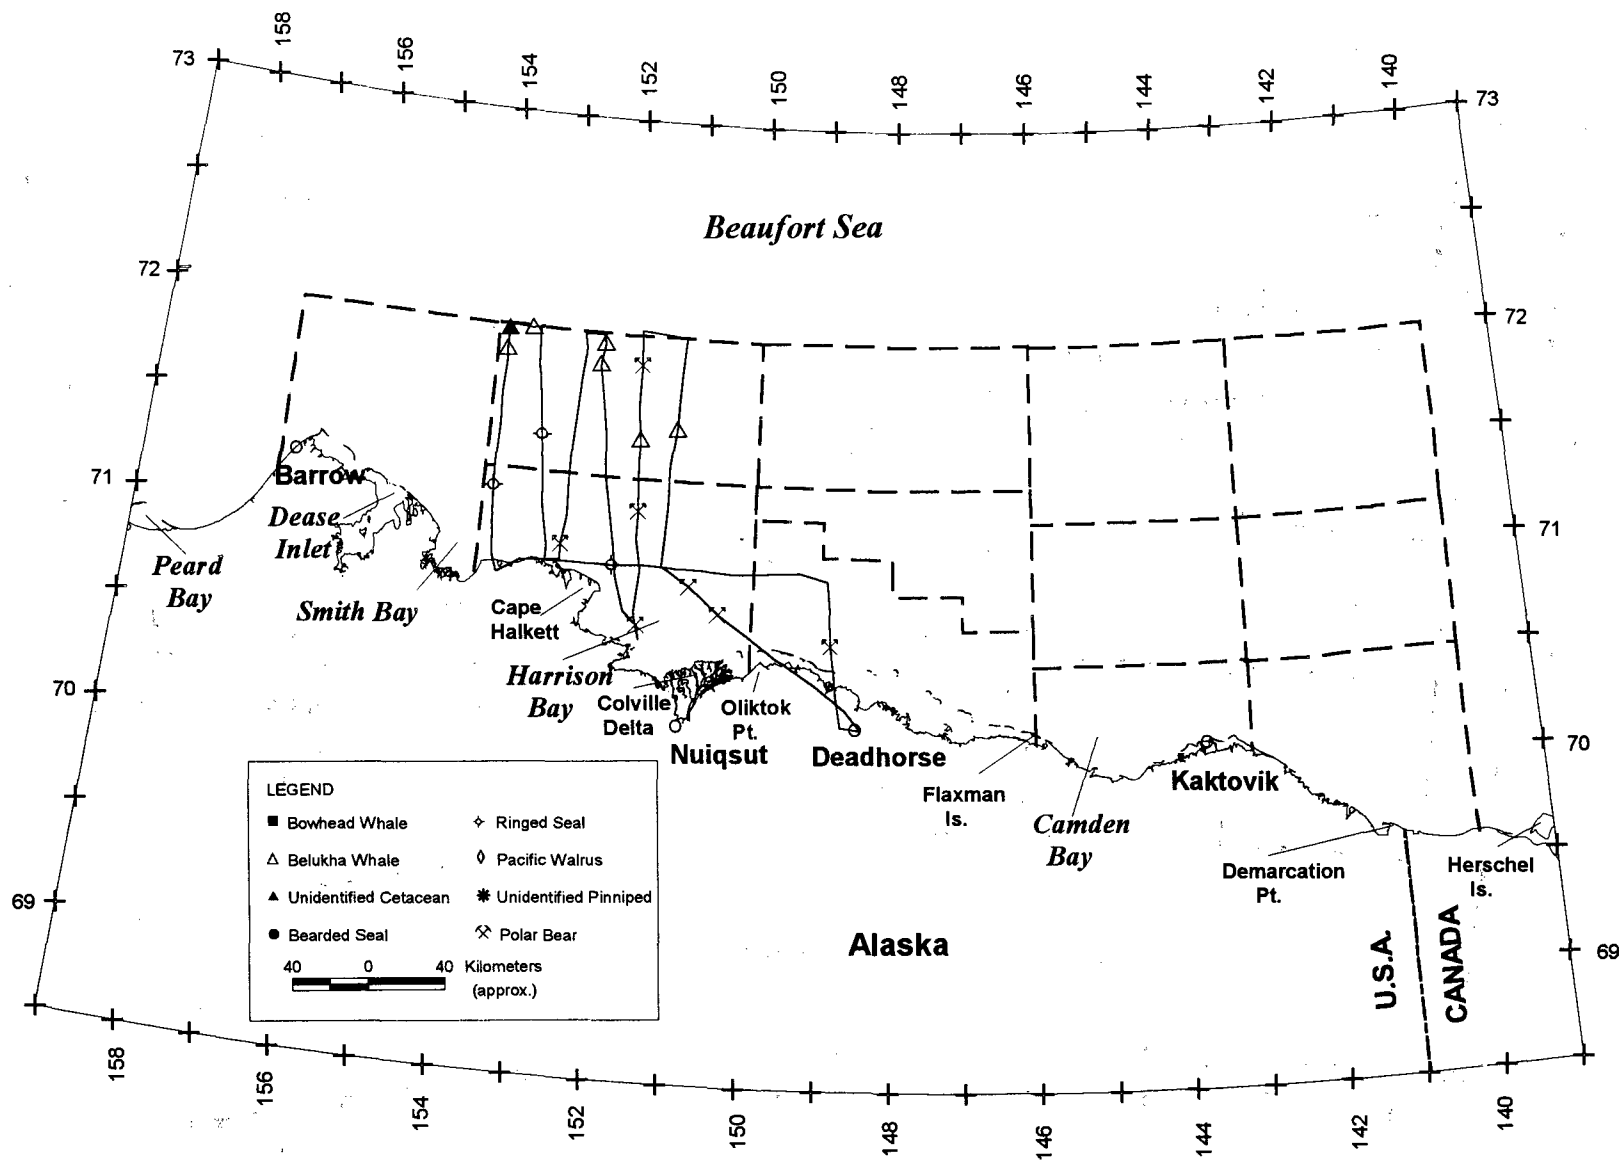 158
156
154
152
150
148
146
144
142
140
73
73
Beaufort Sea
72
72
71
71
Barrow
Dease
Inlet
Peard
Bay
Smith Bay
Cape
Halkett
Harrison
Bay
Colville
Delta
Oliktok
Pt.
70
70
Nuiqsut
Deadhorse
Flaxman
Is.
Kaktovik
Camden
Bay
Demarcation
Pt.
Herschel
Is.
LEGEND
Bowhead Whale
Ringed Seal
Belukha Whale
Pacific Walrus
Unidentified Cetacean
Unidentified Pinniped
Bearded Seal
Polar Bear
40 0 40 Kilometers
(approx.)
69
69
Alaska
U.S.A.
CANADA
158
156
154
152
150
148
146
144
142
140